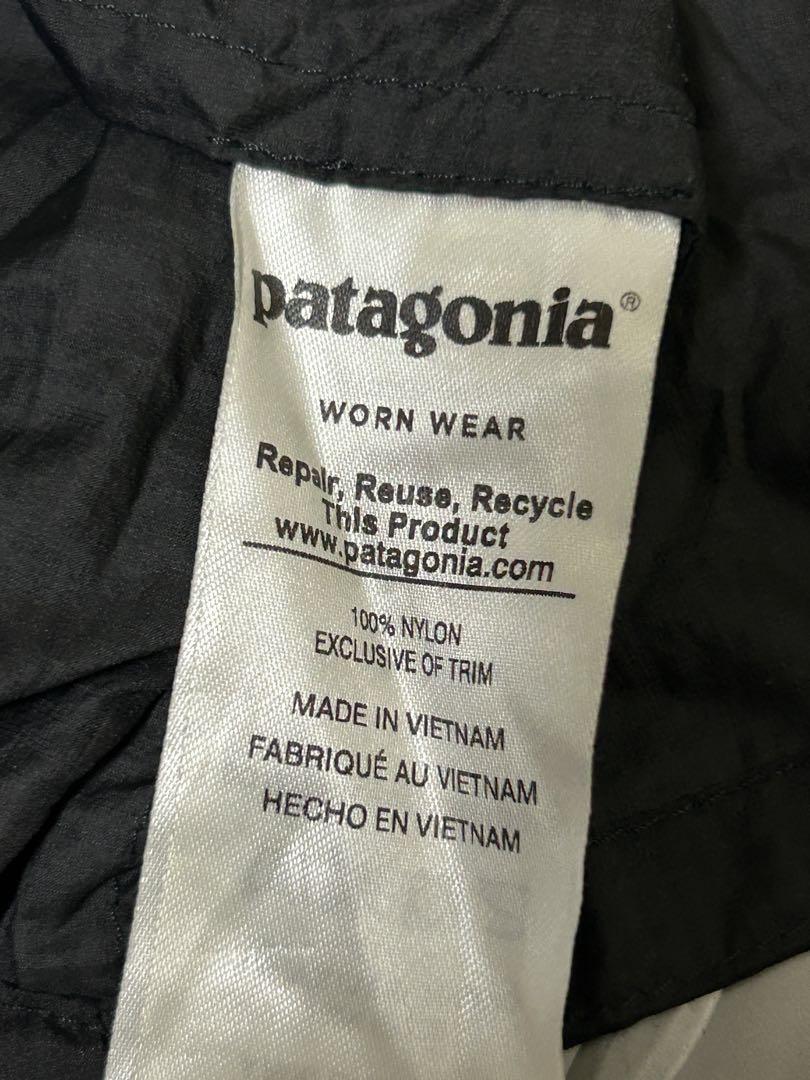 patagonia®
WORN WEAR
Repair, Reuse, Recycle
This Product
www.patagonia.com
100% NYLON
EXCLUSIVE OF TRIM
MADE IN VIETNAM
FABRIQUÉ AU VIETNAM
HECHO EN VIETNAM